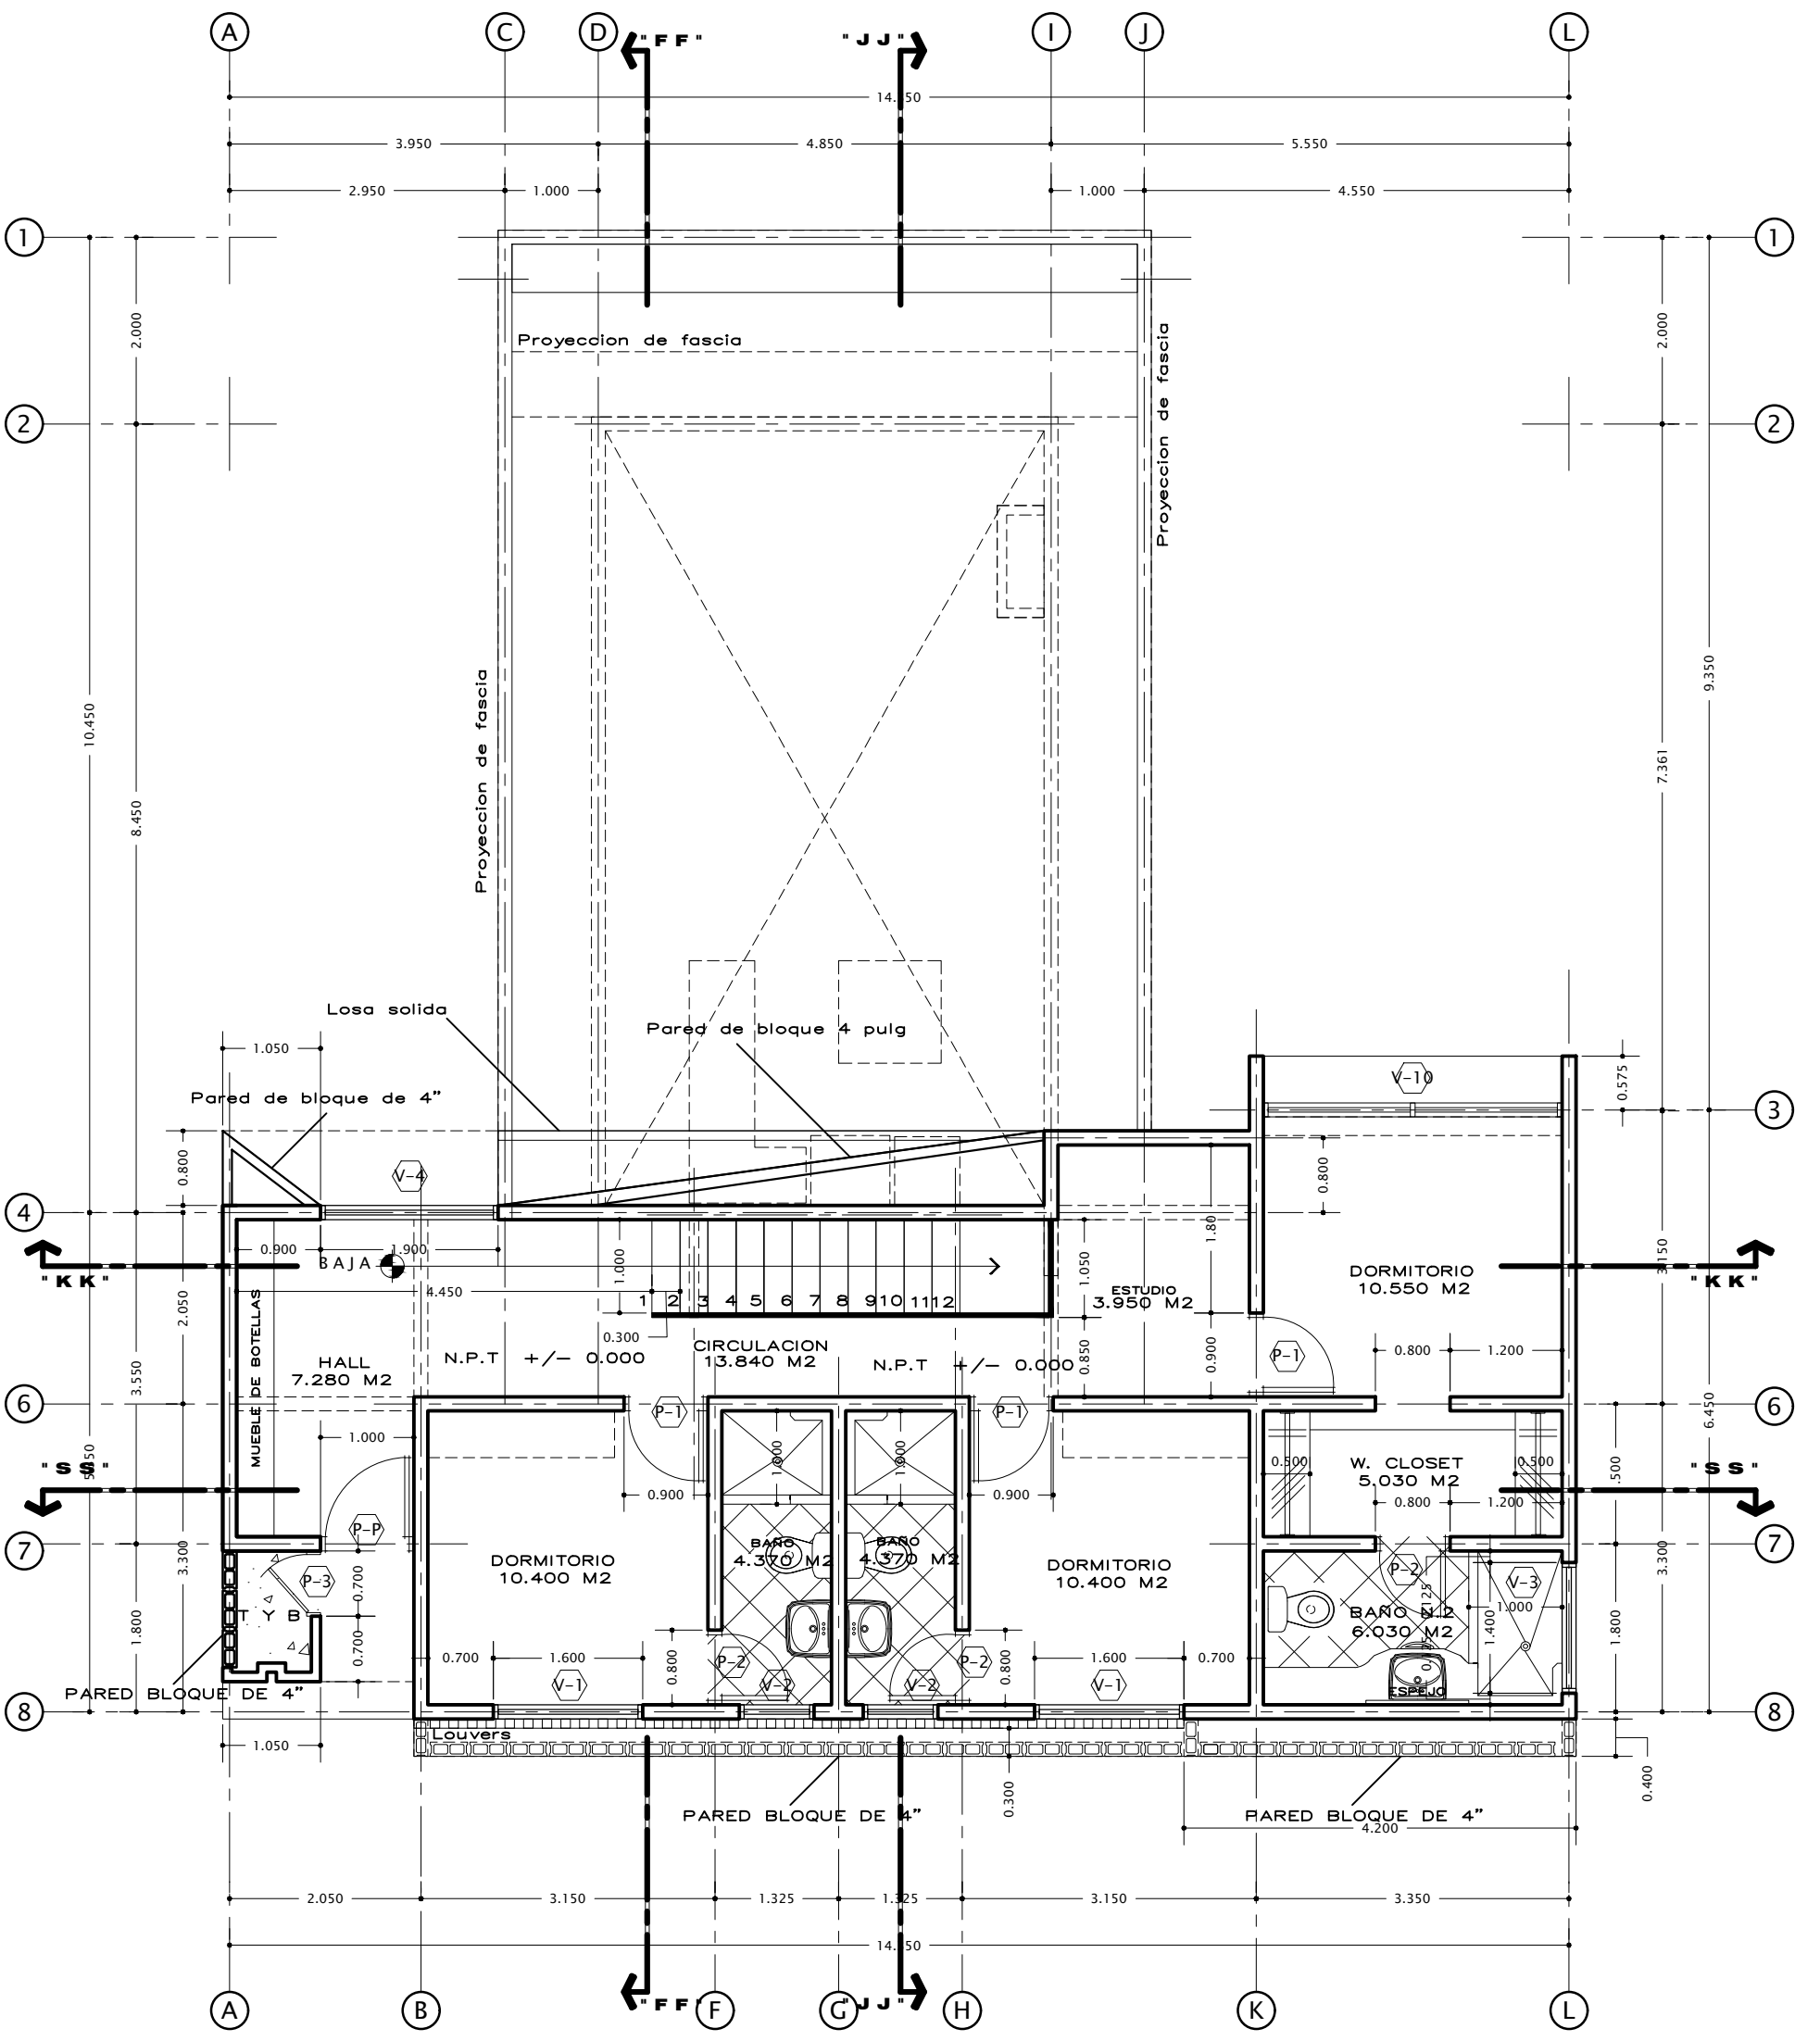 A C D "FF" "JJ" I J L
3.950 4.850 5.550
2.950 1.000 1.000 4.550
1 1
2.000 2.000
Proyeccion de fascia
Proyeccion de fascia
2 2
Proyeccion de fascia
10.450 8.450 7.361 9.350
Losa solida
Pared de bloque 4 pulg
1.050
V-10
0.575
Pared de bloque de 4"
3
0.800 V-4 0.800
4 4
0.900 1.900 1.000 1.050 1.80
BAJA
"KK" "KK"
4.450
1 2 3 4 5 6 7 8 9 10 11 12
ESTUDIO
3.950 M2
DORMITORIO
10.550 M2
2.050
0.300
MUEBLE DE BOTELLAS
HALL
7.280 M2
N.P.T +/- 0.000
CIRCULACION
13.840 M2
N.P.T +/- 0.000
0.850 0.900 P-1
0.800 1.200
3.550
6 6
P-1 P-1
6.450
1.000
1.000 1.000
"SS" "SS"
0.500 W. CLOSET
5.030 M2
0.500
0.900 0.900
0.800 1.200
P-P
7 7
3.300 3.300
BAÑO
4.370 M2
BAÑO
4.370 M2
DORMITORIO
10.400 M2
DORMITORIO
10.400 M2
P-3 0.700
P-2 V-3
T Y B
1.000
BAÑO N.2
6.030 M2
1.400
1.800 0.700 1.800
0.700 1.600 0.800 P-2 P-2 0.800 1.600 0.700
V-1 V-2 V-2 V-1
ESPEJO
PARED BLOQUE DE 4"
8 8
Louvers
1.050
0.300 0.400
PARED BLOQUE DE 4"
PARED BLOQUE DE 4"
4.200
2.050 3.150 1.325 1.325 3.150 3.350
A B "FF" F G "JJ" H K L